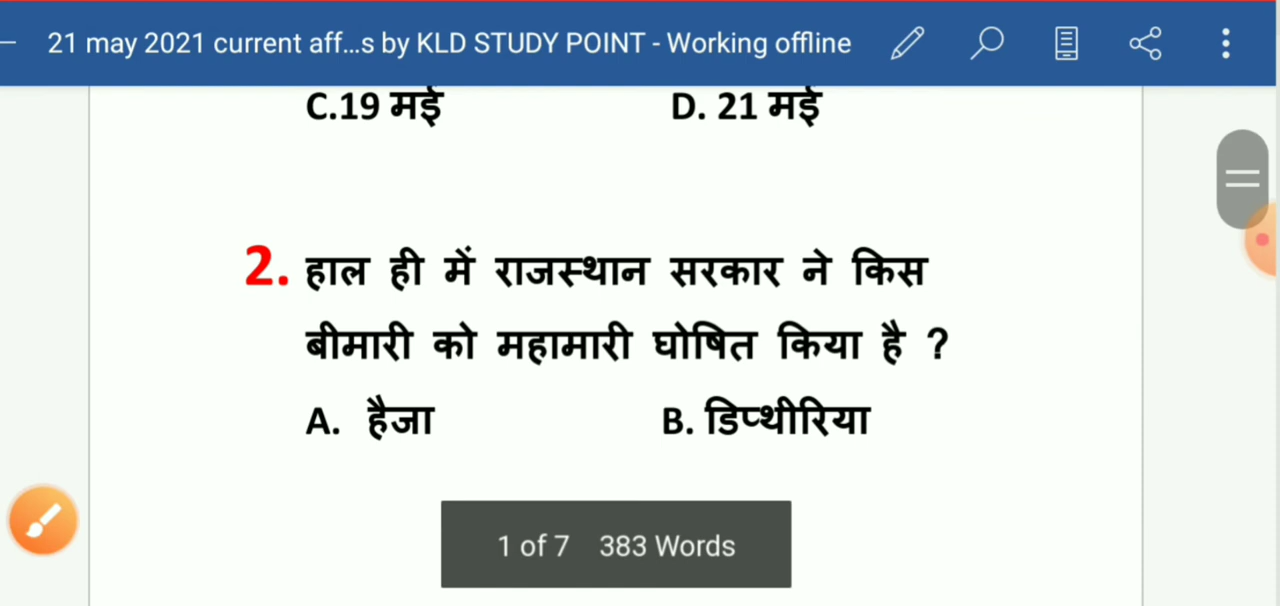 21 may 2021 current aff...s by KLD STUDY POINT - Working offline
C.19 मई D. 21 मई
2. हाल ही में राजस्थान सरकार ने किस
बीमारी को महामारी घोषित किया है ?
A. हैजा B. डिप्थीरिया
1 of 7 383 Words